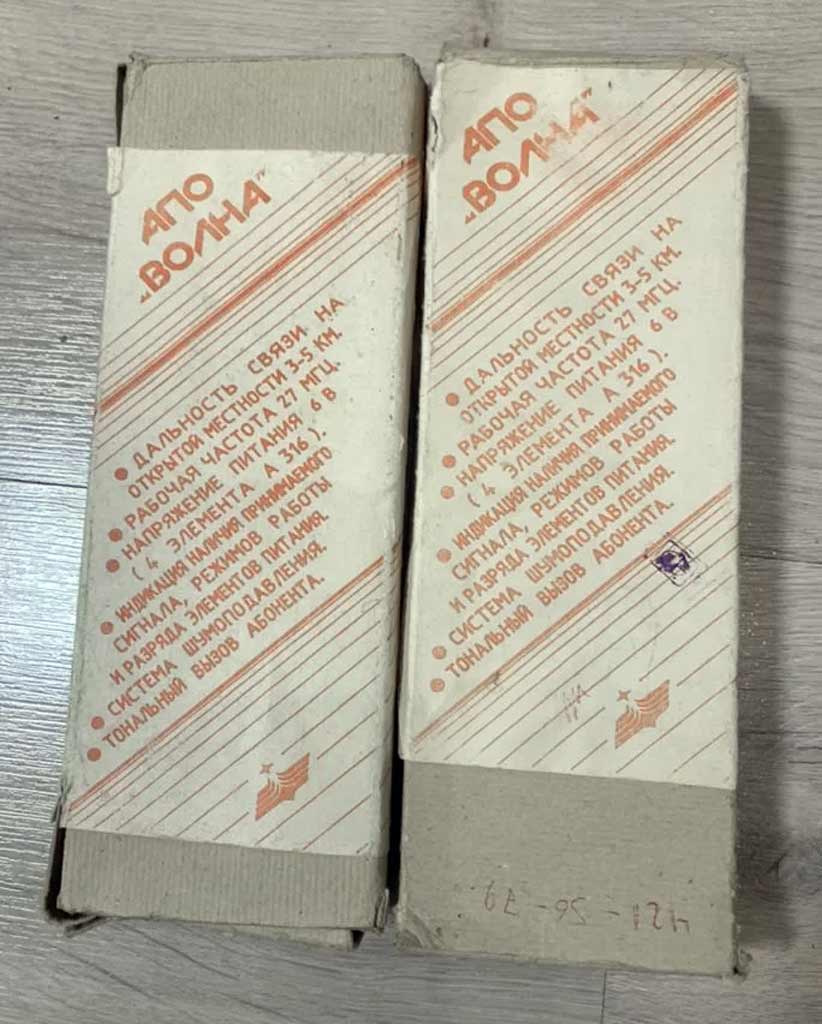 АПО
„ВОЛНА"
● ДАЛЬНОСТЬ СВЯЗИ НА
ОТКРЫТОЙ МЕСТНОСТИ 3-5 КМ.
● РАБОЧАЯ ЧАСТОТА 27 МГЦ.
● НАПРЯЖЕНИЕ ПИТАНИЯ 6 В
( 4 ЭЛЕМЕНТА А 316 ).
● ИНДИКАЦИЯ НАЛИЧИЯ ПРИНИМАЕМОГО
СИГНАЛА, РЕЖИМОВ РАБОТЫ
И РАЗРЯДА ЭЛЕМЕНТОВ ПИТАНИЯ.
● СИСТЕМА ШУМОПОДАВЛЕНИЯ.
● ТОНАЛЬНЫЙ ВЫЗОВ АБОНЕНТА.
АПО
„ВОЛНА"
● ДАЛЬНОСТЬ СВЯЗИ НА
ОТКРЫТОЙ МЕСТНОСТИ 3-5 КМ.
● РАБОЧАЯ ЧАСТОТА 27 МГЦ.
● НАПРЯЖЕНИЕ ПИТАНИЯ 6 В
( 4 ЭЛЕМЕНТА А 316 ).
● ИНДИКАЦИЯ НАЛИЧИЯ ПРИНИМАЕМОГО
СИГНАЛА, РЕЖИМОВ РАБОТЫ
И РАЗРЯДА ЭЛЕМЕНТОВ ПИТАНИЯ.
● СИСТЕМА ШУМОПОДАВЛЕНИЯ.
● ТОНАЛЬНЫЙ ВЫЗОВ АБОНЕНТА.